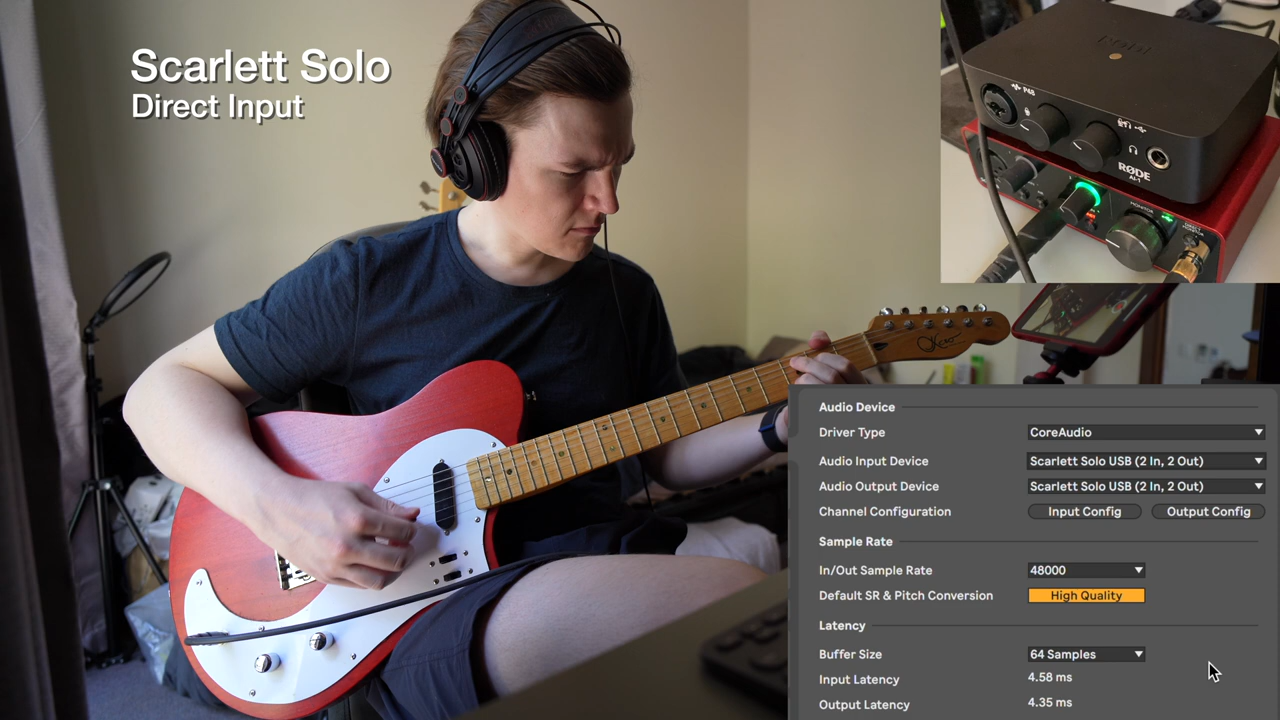 Scarlett Solo
Direct Input
P48
RØDE
AI-1
Audio Device
Driver Type
CoreAudio
Audio Input Device
Scarlett Solo USB (2 In, 2 Out)
Audio Output Device
Scarlett Solo USB (2 In, 2 Out)
Channel Configuration
Input Config
Output Config
Sample Rate
In/Out Sample Rate
48000
Default SR & Pitch Conversion
High Quality
Latency
Buffer Size
64 Samples
Input Latency
4.58 ms
Output Latency
4.35 ms